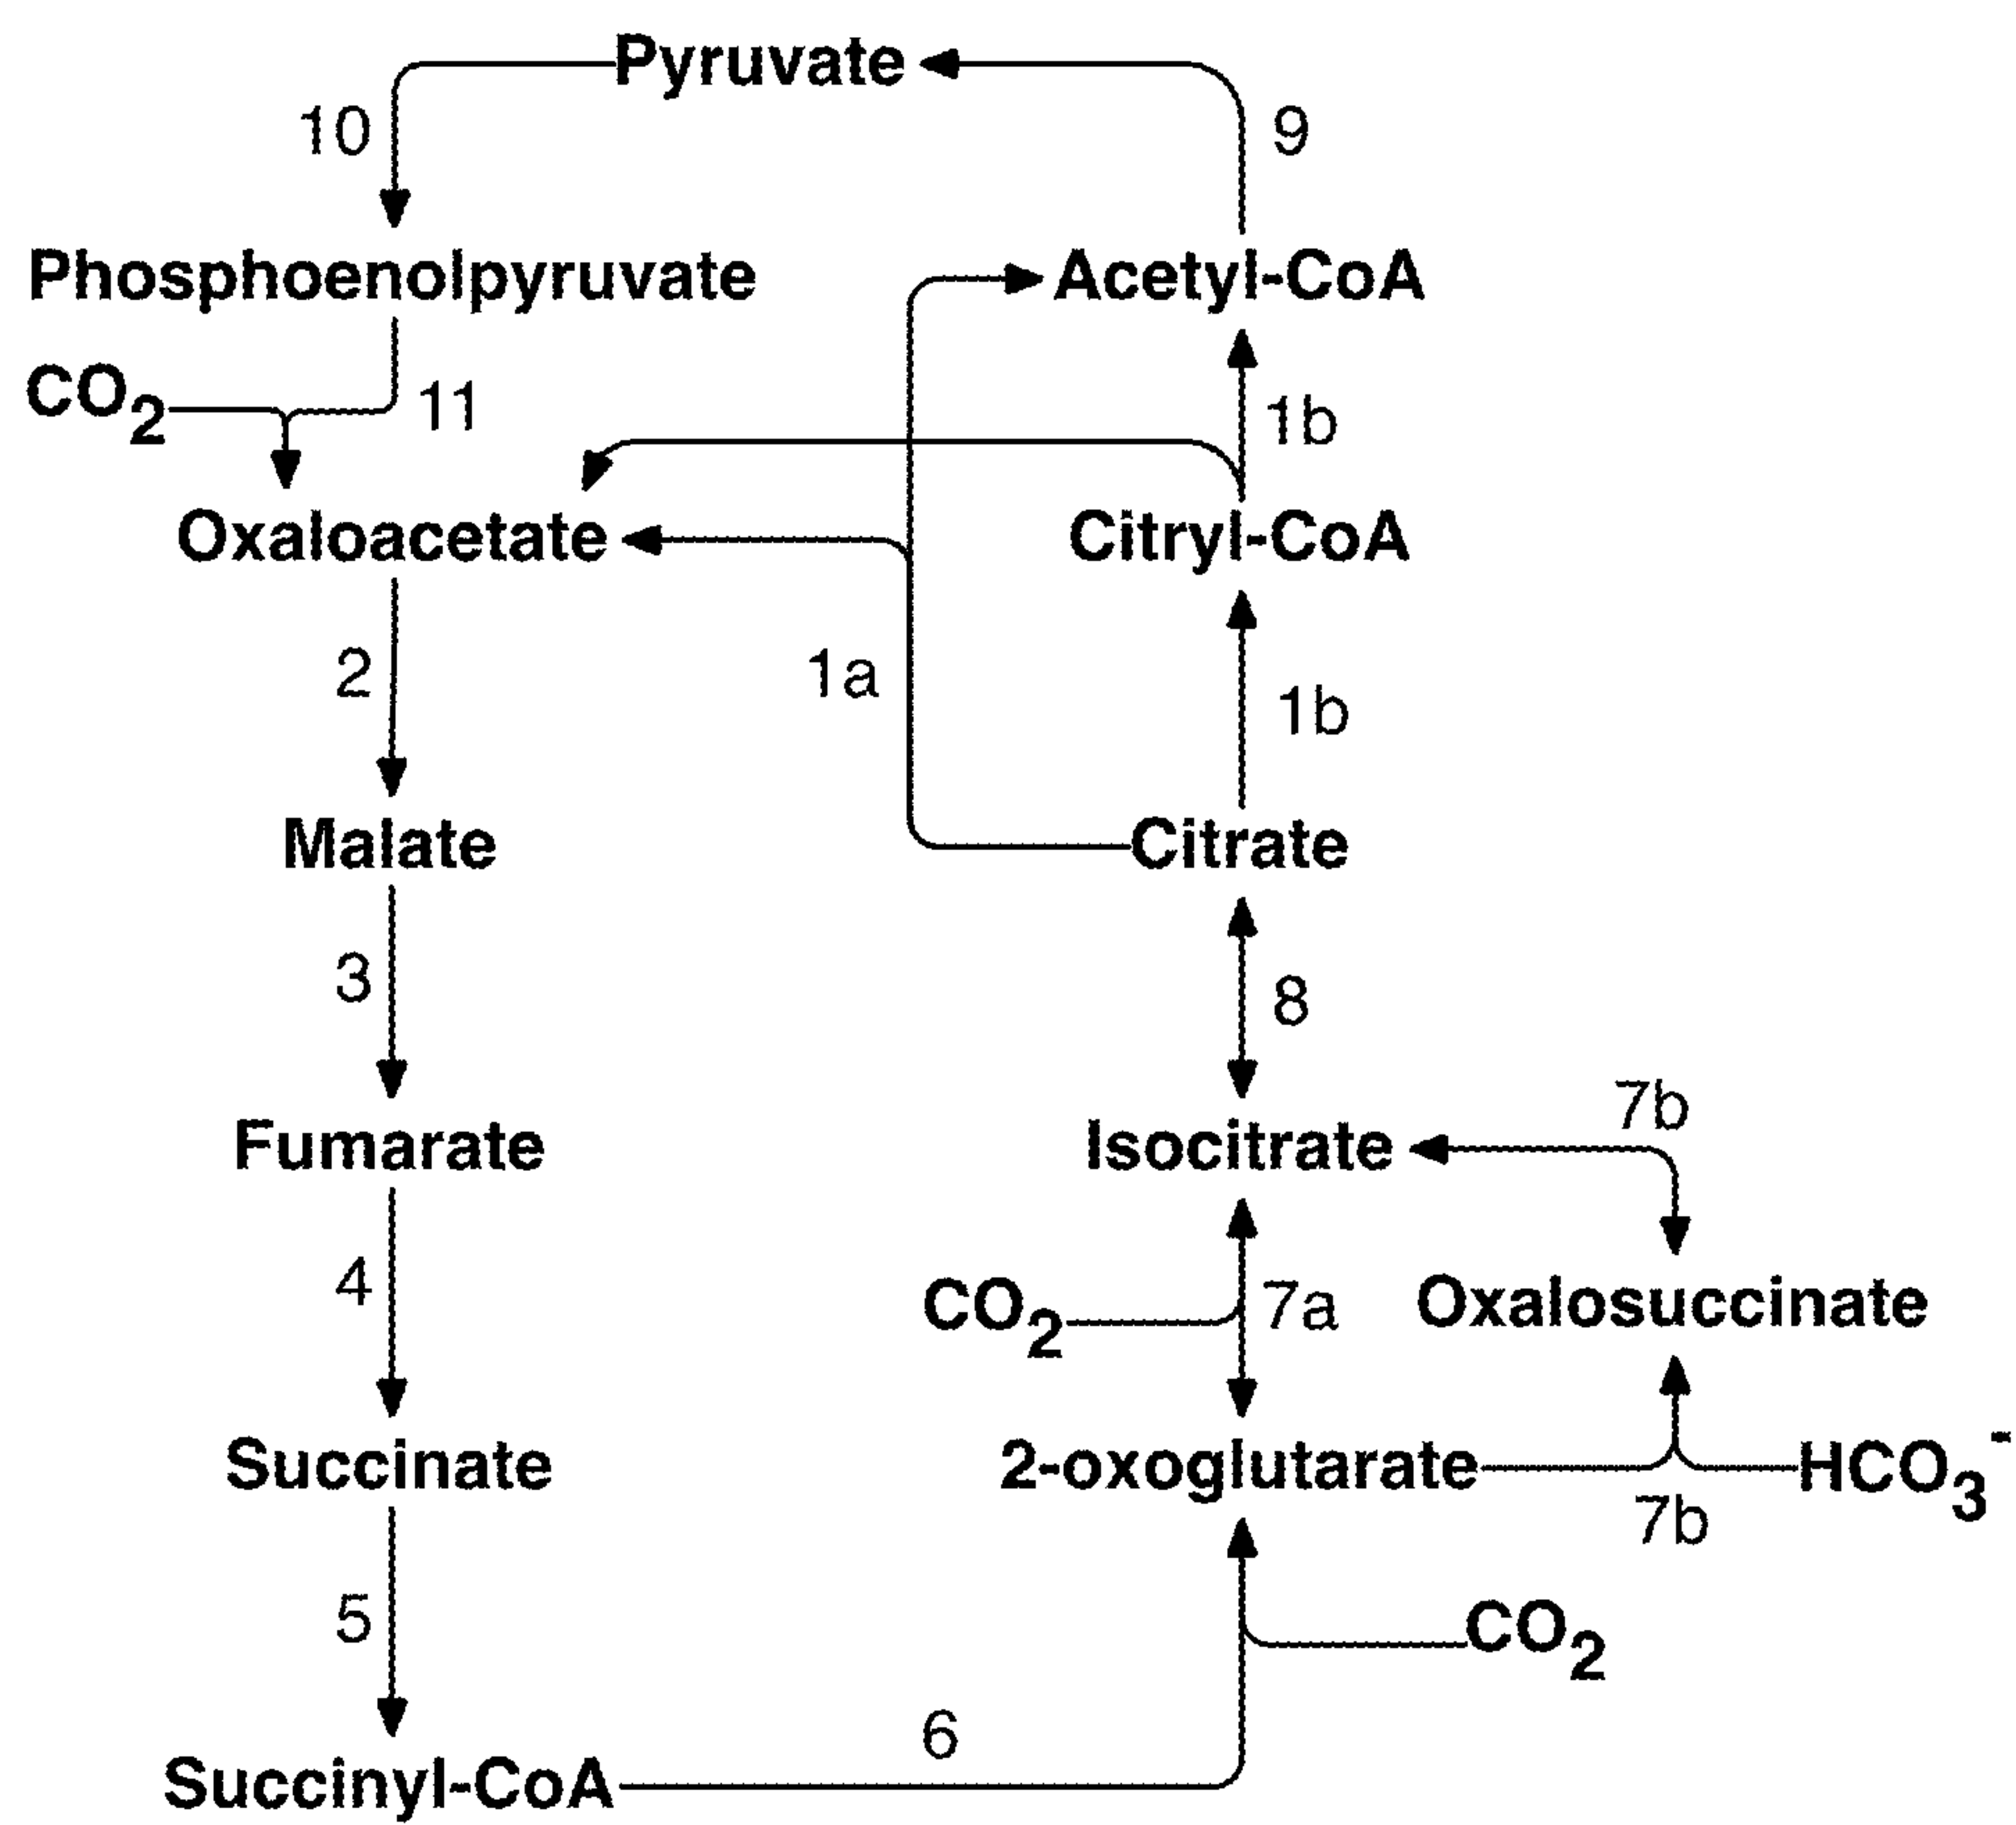 Pyruvate
10
9
Phosphoenolpyruvate
Acetyl-CoA
CO2
11
1b
Oxaloacetate
Citryl-CoA
2
1a
1b
Malate
Citrate
3
8
7b
Fumarate
Isocitrate
4
CO2
7a
Oxalosuccinate
Succinate
2-oxoglutarate
HCO3-
7b
5
CO2
6
Succinyl-CoA